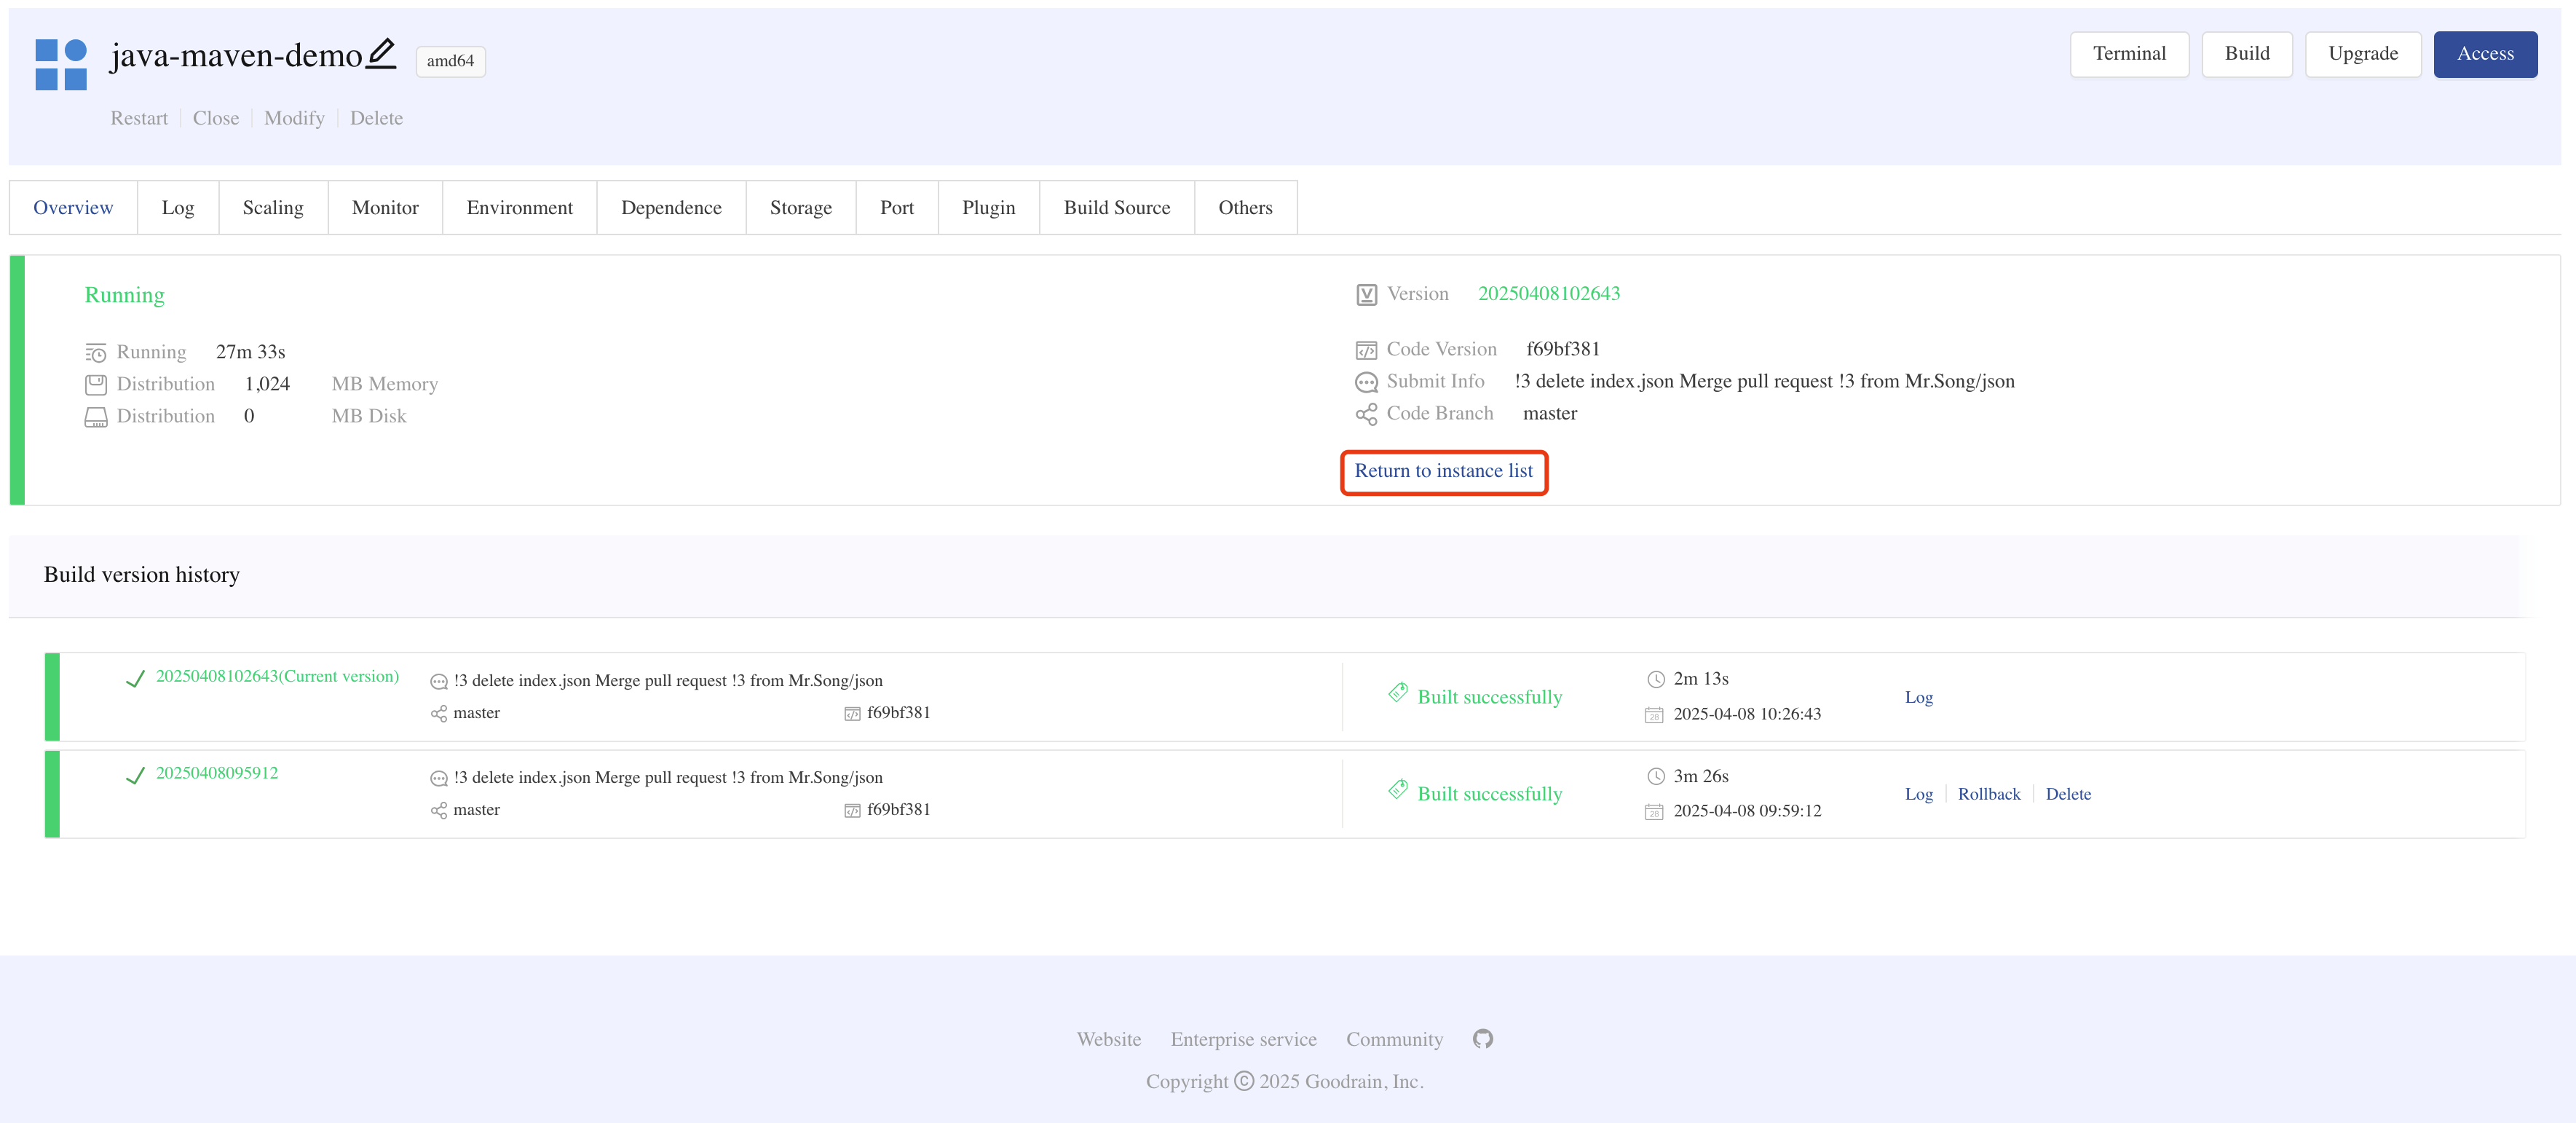 java-maven-demo amd64 Terminal Build Upgrade Access
Restart Close Modify Delete
Overview Log Scaling Monitor Environment Dependence Storage Port Plugin Build Source Others
Running
Running 27m 33s
Distribution 1,024 MB Memory
Distribution 0 MB Disk
Version 20250408102643
Code Version f69bf381
Submit Info !3 delete index.json Merge pull request !3 from Mr.Song/json
Code Branch master
Return to instance list
Build version history
20250408102643(Current version)
!3 delete index.json Merge pull request !3 from Mr.Song/json
master f69bf381
Built successfully
2m 13s
28 2025-04-08 10:26:43
Log
20250408095912
!3 delete index.json Merge pull request !3 from Mr.Song/json
master f69bf381
Built successfully
3m 26s
28 2025-04-08 09:59:12
Log Rollback Delete
Website Enterprise service Community
Copyright © 2025 Goodrain, Inc.